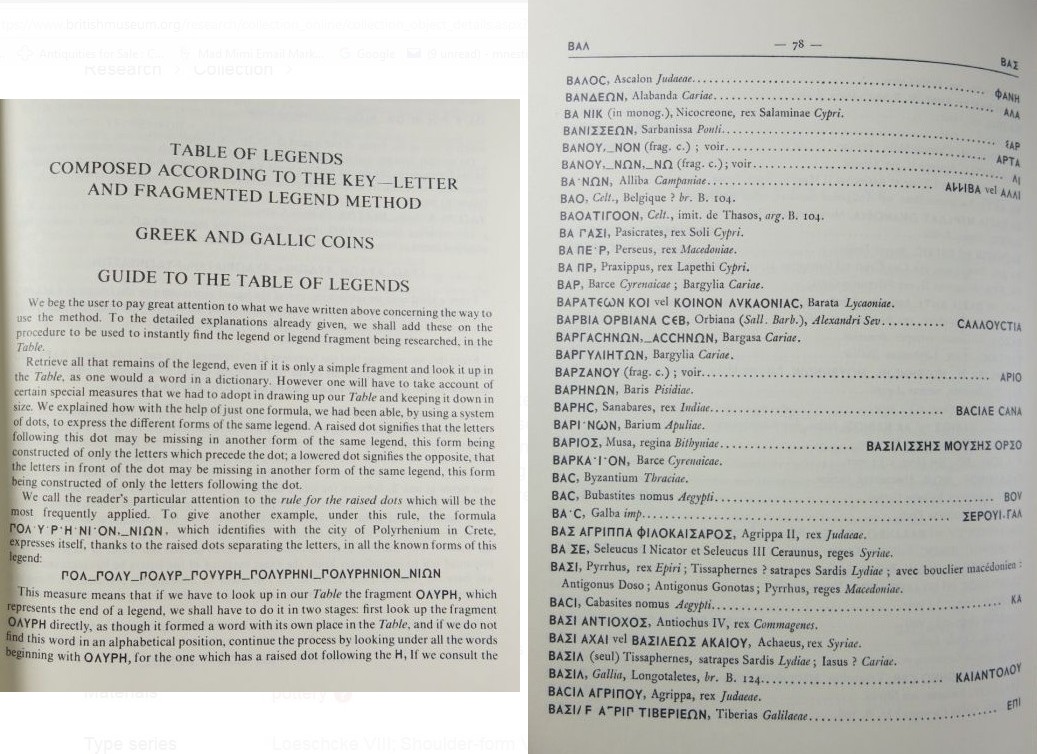 Research > Collection >
TABLE OF LEGENDS
COMPOSED ACCORDING TO THE KEY—LETTER
AND FRAGMENTED LEGEND METHOD
GREEK AND GALLIC COINS
GUIDE TO THE TABLE OF LEGENDS
We beg the user to pay great attention to what we have written above concerning the way to
use the method. To the detailed explanations already given, we shall add these on the
procedure to be used to instantly find the legend or legend fragment being researched, in the
Table.
Retrieve all that remains of the legend, even if it is only a simple fragment and look it up in
the Table, as one would a word in a dictionary. However one will have to take account of
certain special measures that we had to adopt in drawing up our Table and keeping it down in
size. We explained how with the help of just one formula, we had been able, by using a system
of dots, to express the different forms of the same legend. A raised dot signifies that the letters
following this dot may be missing in another form of the same legend, this form being
constructed of only the letters which precede the dot; a lowered dot signifies the opposite, that
the letters in front of the dot may be missing in another form of the same legend, this form
being constructed of only the letters following the dot.
We call the reader's particular attention to the rule for the raised dots which will be the
most frequently applied. To give another example, under this rule, the formula
ΠΟΛ·Υ·Ρ·Η·ΝΙ·ΟΝ,_ΝΙΩΝ, which identifies with the city of Polyrhenium in Crete,
expresses itself, thanks to the raised dots separating the letters, in all the known forms of this
legend:
ΠΟΛ_ΠΟΛΥ_ΠΟΛΥΡ_ΠΟVΥΡΗ_ΠΟΛΥΡΗΝΙ_ΠΟΛΥΡΗΝΙΟΝ_ΝΙΩΝ
This measure means that if we have to look up in our Table the fragment ΟΛΥΡΗ, which
represents the end of a legend, we shall have to do it in two stages: first look up the fragment
ΟΛΥΡΗ directly, as though it formed a word with its own place in the Table, and if we do not
find this word in an alphabetical position, continue the process by looking under all the words
beginning with ΟΛΥΡΗ, for the one which has a raised dot following the Η, If we consult the
Materials pottery
Type series Loeschcke VIII; Shoulder-form
ΒΑΛ — 78 — ΒΑΣ
ΒΑΛΟϹ, Ascalon Judaeae. ΦΑΝΗ
ΒΑΝΔΕΩΝ, Alabanda Cariae. ΑΛΑ
ΒΑ ΝΙΚ (in monog.), Nicocreone, rex Salaminae Cypri.
ΒΑΝΙΣΣΕΩΝ, Sarbanissa Ponti. ΣΑΡ
ΒΑΝΟΥ,_ΝΟΝ (frag. c.) ; voir. ΑΡΤΑ
ΒΑΝΟΥ,_ΝΩΝ,_ΝΩ (frag. c.); voir. ΛΙ
ΒΑ·ΝΩΝ, Alliba Campaniae. ΑΛΛΙΒΑ vel ΑΛΛΙ
ΒΑΟ, Celt., Belgique ? br. B. 104.
ΒΑΟΑΤΙΓΟΟΝ, Celt., imit. de Thasos, arg. B. 104.
ΒΑ ΠΑΣΙ, Pasicrates, rex Soli Cypri.
ΒΑ ΠΕ·Ρ, Perseus, rex Macedoniae.
ΒΑ ΠΡ, Praxippus, rex Lapethi Cypri.
ΒΑΡ, Barce Cyrenaicae ; Bargylia Cariae.
ΒΑΡΑΤЄΩΝ ΚΟΙ vel ΚΟΙΝΟΝ ΛΥΚΑΟΝΙΑϹ, Barata Lycaoniae.
ΒΑΡΒΙΑ ΟΡΒΙΑΝΑ ϹЄΒ, Orbiana (Sall. Barb.), Alexandri Sev. ϹΑΛΛΟΥϹΤΙΑ
ΒΑΡΓΑϹΗΝΩΝ,_ΑϹϹΗΝΩΝ, Bargasa Cariae.
ΒΑΡΓΥΛΙΗΤΩΝ, Bargylia Cariae.
ΒΑΡΖΑΝΟΥ (frag. c.) ; voir. ΑΡΙΟ
ΒΑΡΗΝΩΝ, Baris Pisidiae.
ΒΑΡΗϹ, Sanabares, rex Indiae. ΒΑϹΙΛΕ ϹΑΝΑ
ΒΑΡΙ·ΝΩΝ, Barium Apuliae.
ΒΑΡΙΟΣ, Musa, regina Bithyniae. ΒΑΣΙΛΙΣΣΗΣ ΜΟΥΣΗΣ ΟΡΣΟ
ΒΑΡΚΑ·Ι·ΟΝ, Barce Cyrenaicae.
ΒΑϹ, Byzantium Thraciae.
ΒΑϹ, Bubastites nomus Aegypti. ΒΟΥ
ΒΑ·Ϲ, Galba imp. ΣΕΡΟΥΙ·ΓΑΛ
ΒΑΣ ΑΓΡΙΠΠΑ ΦΙΛΟΚΑΙΣΑΡΟΣ, Agrippa II, rex Judaeae.
ΒΑ ΣΕ, Seleucus I Nicator et Seleucus III Ceraunus, reges Syriae.
ΒΑΣΙ, Pyrrhus, rex Epiri ; Tissaphernes ? satrapes Sardis Lydiae ; avec bouclier macédonien :
Antigonus Doso ; Antigonus Gonotas ; Pyrrhus, reges Macedoniae.
ΒΑϹΙ, Cabasites nomus Aegypti. ΚΑ
ΒΑΣΙ ΑΝΤΙΟΧΟΣ, Antiochus IV, rex Commagenes.
ΒΑΣΙ ΑΧΑΙ vel ΒΑΣΙΛΕΩΣ ΑΚΑΙΟΥ, Achaeus, rex Syriae.
ΒΑΣΙΛ (seul) Tissaphernes, satrapes Sardis Lydiae ; Iasus ? Cariae.
ΒΑΣΙΛ, Gallia, Longotaletes, br. B. 124. ΚΑΙΑΝΤΟΛΟΥ
ΒΑϹΙΛ ΑΓΡΙΠΟΥ, Agrippa, rex Judaeae.
ΤΙΒΕΡΙΕΩΝ, Tiberias Galilaeae. ΕΠΙ